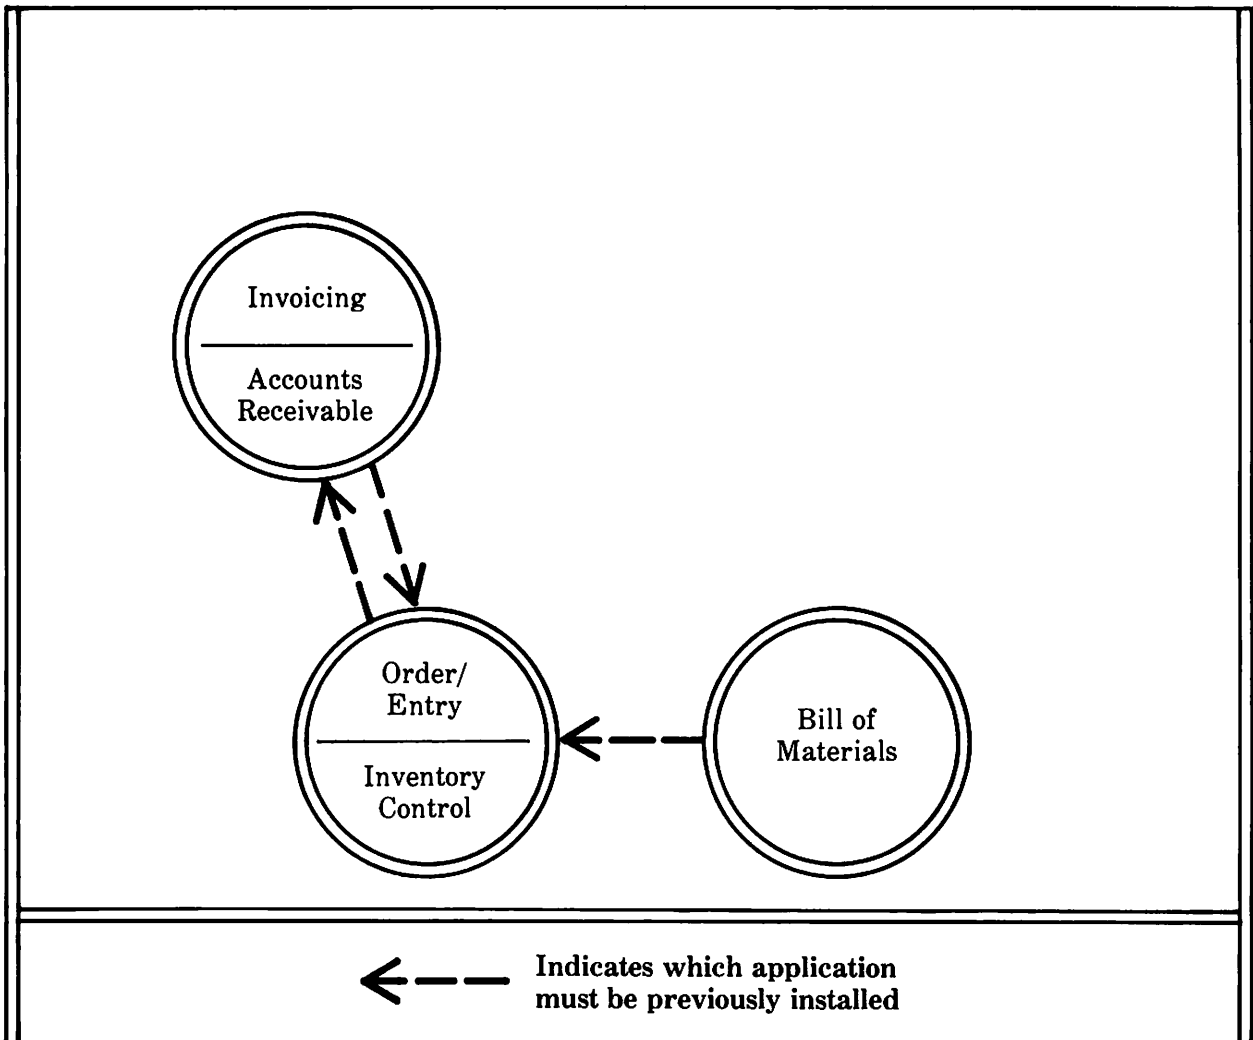 Invoicing
Accounts
Receivable
Order/
Entry
Inventory
Control
Bill of
Materials
Indicates which application
must be previously installed